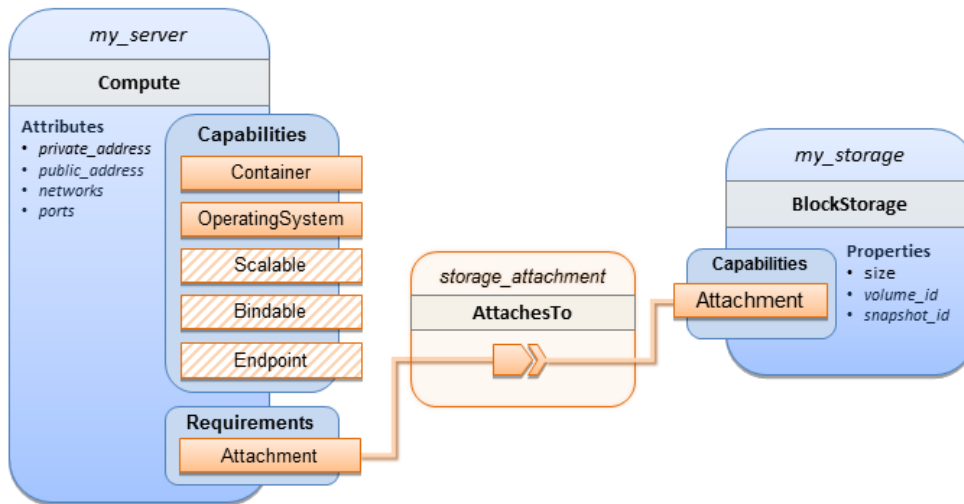 my_server
Compute
Attributes
• private_address
• public_address
• networks
• ports
Capabilities
Container
OperatingSystem
Scalable
Bindable
Endpoint
Requirements
Attachment
storage_attachment
AttachesTo
my_storage
BlockStorage
Capabilities
Attachment
Properties
• size
• volume_id
• snapshot_id